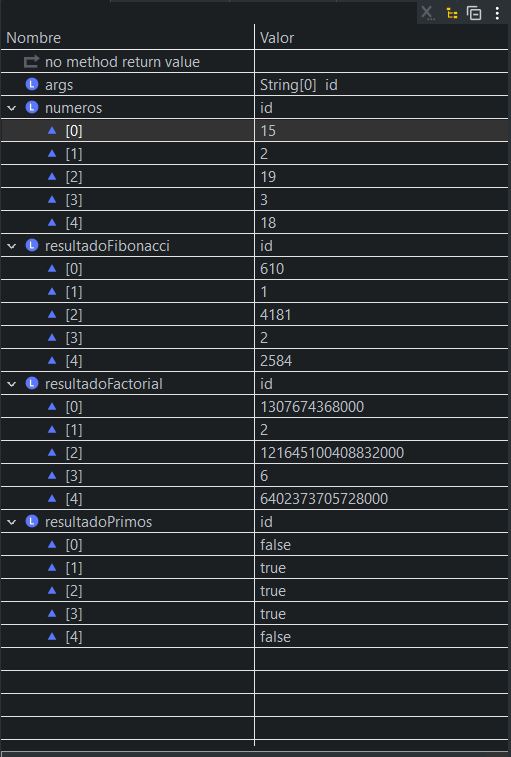 Nombre Valor
no method return value
L args String[0] id
L numeros id
[0] 15
[1] 2
[2] 19
[3] 3
[4] 18
L resultadoFibonacci id
[0] 610
[1] 1
[2] 4181
[3] 2
[4] 2584
L resultadoFactorial id
[0] 1307674368000
[1] 2
[2] 121645100408832000
[3] 6
[4] 6402373705728000
L resultadoPrimos id
[0] false
[1] true
[2] true
[3] true
[4] false